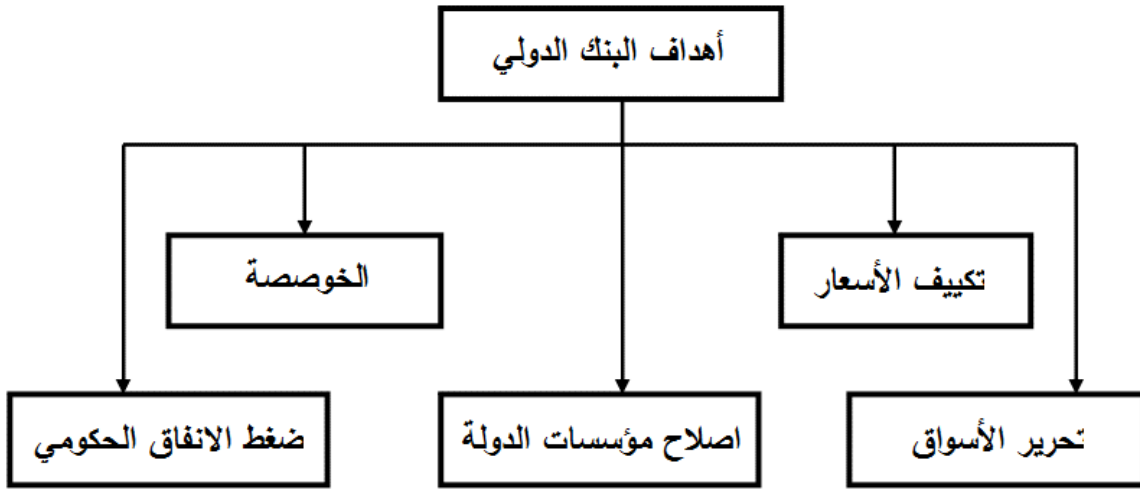 أهداف البنك الدولي
تكييف الأسعار
الخوصصة
تحرير الأسواق
اصلاح مؤسسات الدولة
ضغط الانفاق الحكومي